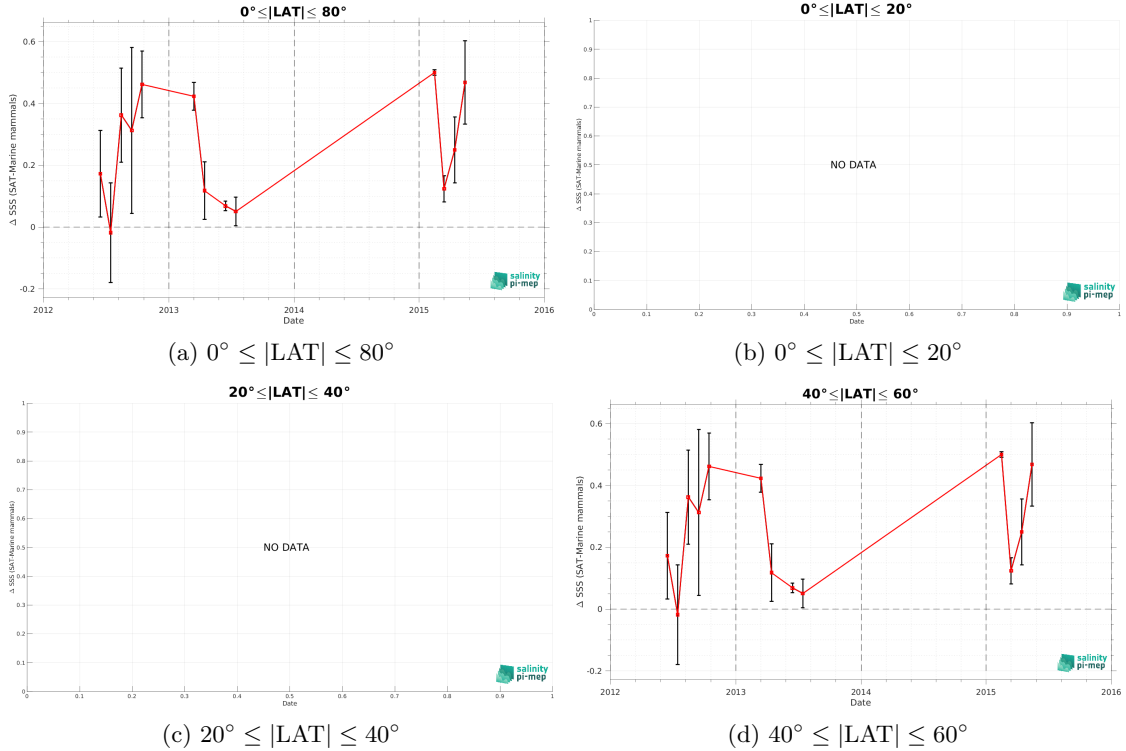 0°≤|LAT|≤ 80°
Δ SSS (SAT-Marine mammals)
0.6
0.4
0.2
0
-0.2
2012 2013 2014 2015 2016
Date
salinity
pi-mep
(a) 0° ≤ |LAT| ≤ 80°
0°≤|LAT|≤ 20°
Δ SSS (SAT-Marine mammals)
1
0.9
0.8
0.7
0.6
0.5
0.4
0.3
0.2
0.1
0
NO DATA
0 0.1 0.2 0.3 0.4 0.5 0.6 0.7 0.8 0.9 1
Date
salinity
pi-mep
(b) 0° ≤ |LAT| ≤ 20°
20°≤|LAT|≤ 40°
Δ SSS (SAT-Marine mammals)
1
0.9
0.8
0.7
0.6
0.5
0.4
0.3
0.2
0.1
0
NO DATA
0 0.1 0.2 0.3 0.4 0.5 0.6 0.7 0.8 0.9 1
Date
salinity
pi-mep
(c) 20° ≤ |LAT| ≤ 40°
40°≤|LAT|≤ 60°
Δ SSS (SAT-Marine mammals)
0.6
0.4
0.2
0
-0.2
2012 2013 2014 2015 2016
Date
salinity
pi-mep
(d) 40° ≤ |LAT| ≤ 60°